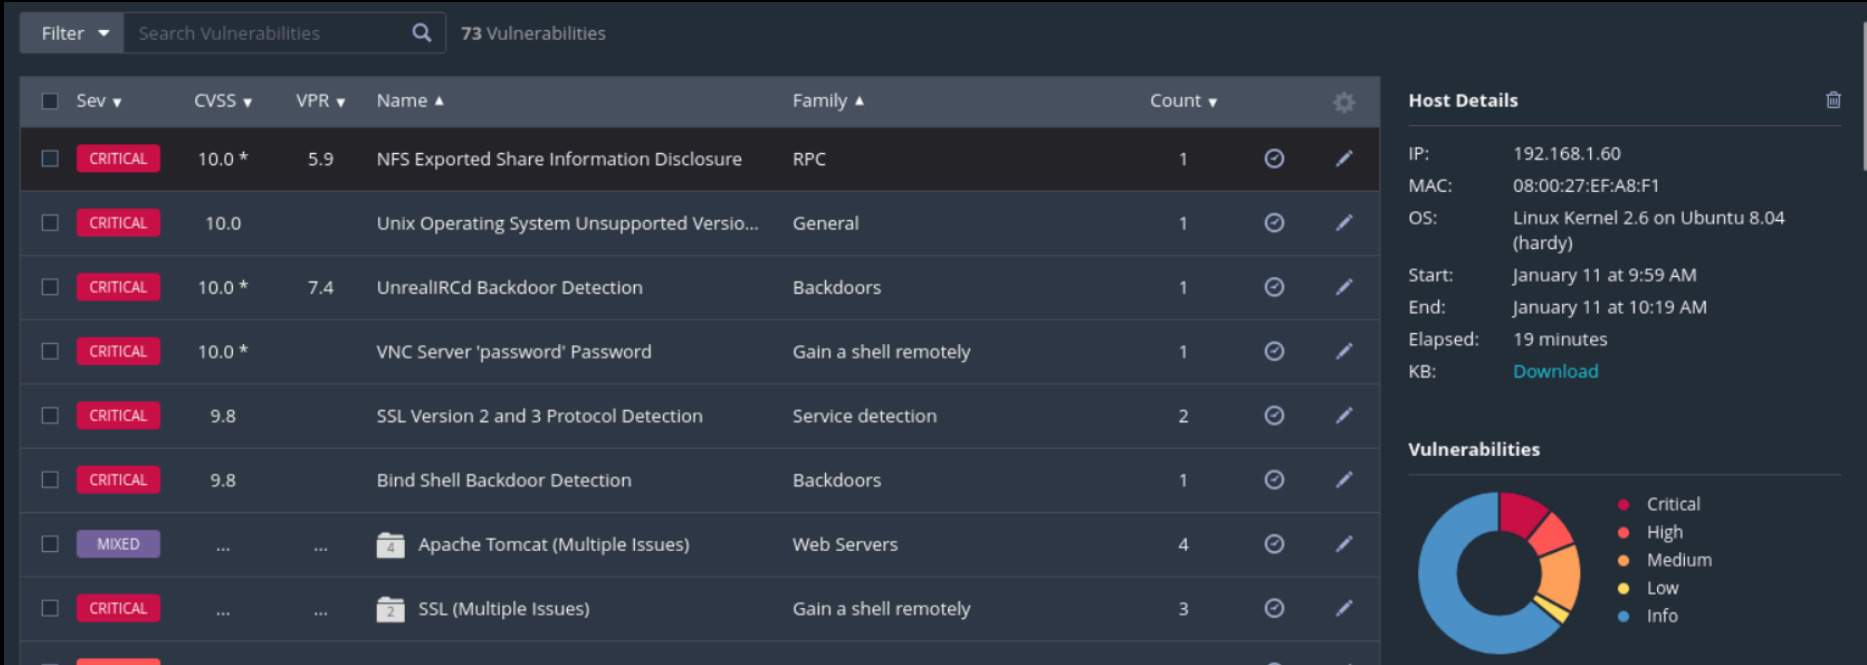 Filter Search Vulnerabilities 73 Vulnerabilities
Sev CVSS VPR Name Family Count
CRITICAL 10.0 * 5.9 NFS Exported Share Information Disclosure RPC 1
CRITICAL 10.0 Unix Operating System Unsupported Versio... General 1
CRITICAL 10.0 * 7.4 UnrealIRCd Backdoor Detection Backdoors 1
CRITICAL 10.0 * VNC Server 'password' Password Gain a shell remotely 1
CRITICAL 9.8 SSL Version 2 and 3 Protocol Detection Service detection 2
CRITICAL 9.8 Bind Shell Backdoor Detection Backdoors 1
MIXED ... ... 4 Apache Tomcat (Multiple Issues) Web Servers 4
CRITICAL ... ... 2 SSL (Multiple Issues) Gain a shell remotely 3
Host Details
IP: 192.168.1.60
MAC: 08:00:27:EF:A8:F1
OS: Linux Kernel 2.6 on Ubuntu 8.04
(hardy)
Start: January 11 at 9:59 AM
End: January 11 at 10:19 AM
Elapsed: 19 minutes
KB: Download
Vulnerabilities
Critical
High
Medium
Low
Info